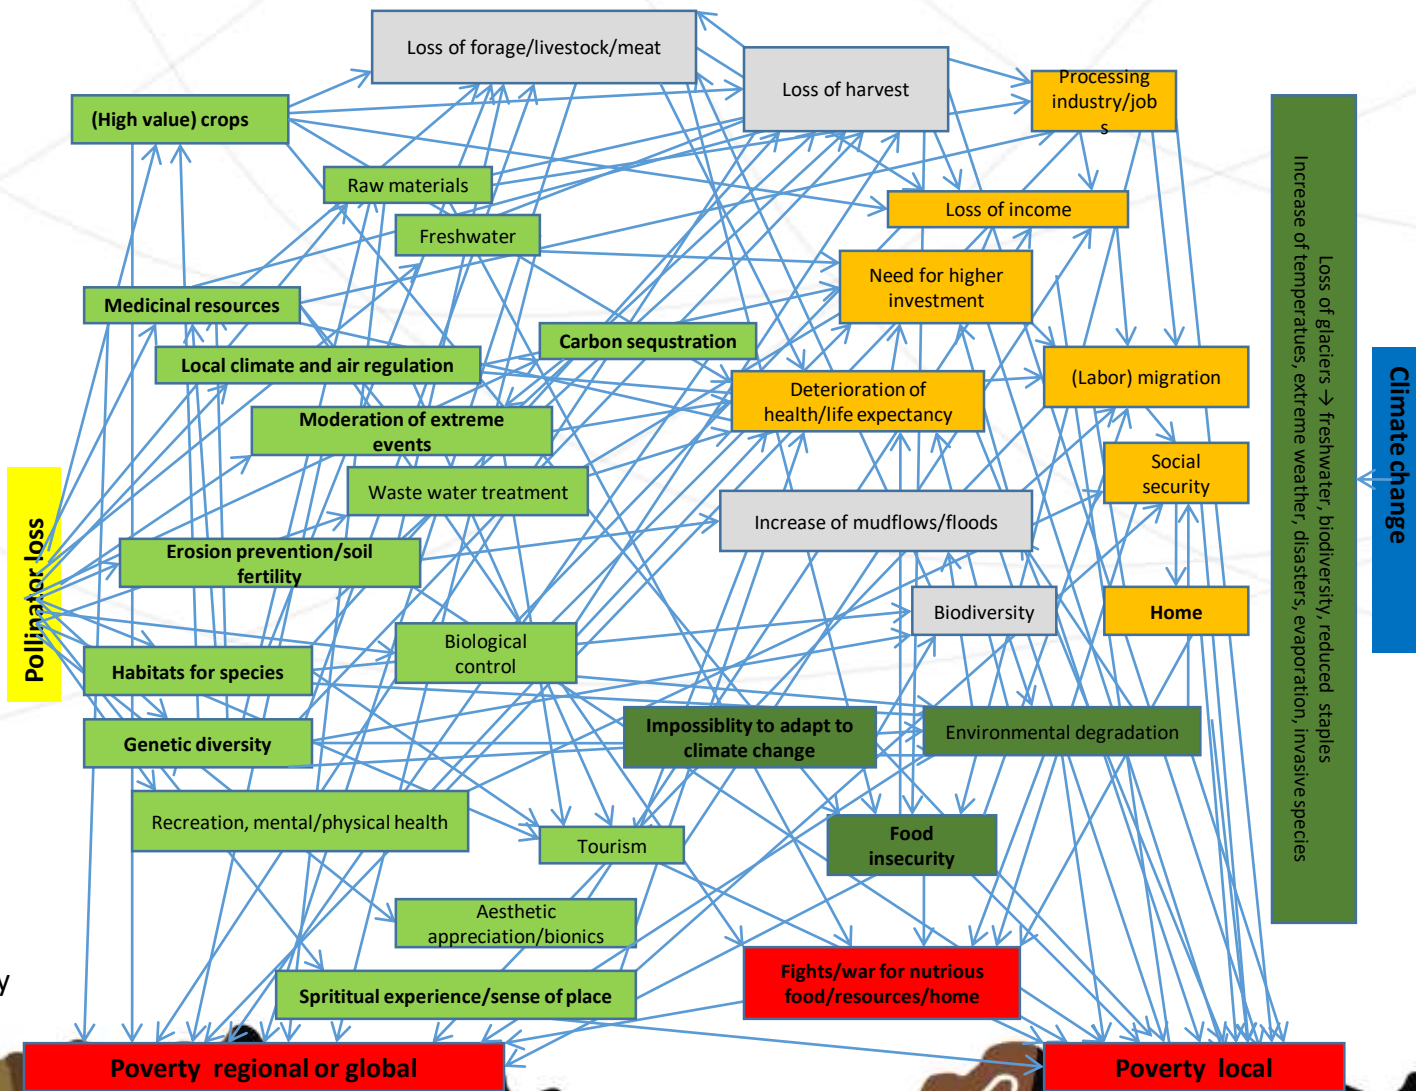 Loss of forage/livestock/meat
Loss of harvest
Processing
industry/job
s
(High value) crops
Raw materials
Loss of income
Freshwater
Need for higher
investment
Medicinal resources
Carbon sequstration
Local climate and air regulation
Deterioration of
health/life expectancy
(Labor) migration
Moderation of extreme
events
Waste water treatment
Social
security
Increase of mudflows/floods
Erosion prevention/soil
fertility
Pollinator loss
Biodiversity
Home
Biological
control
Habitats for species
Genetic diversity
Impossiblity to adapt to
climate change
Environmental degradation
Recreation, mental/physical health
Tourism
Food
insecurity
Aesthetic
appreciation/bionics
Sprititual experience/sense of place
Fights/war for nutrious
food/resources/home
y
Poverty regional or global
Poverty local
Loss of glaciers → freshwater, biodiversity, reduced staples
Increase of temperatues, extreme weather, disasters, evaporation, invasive species
Climate change